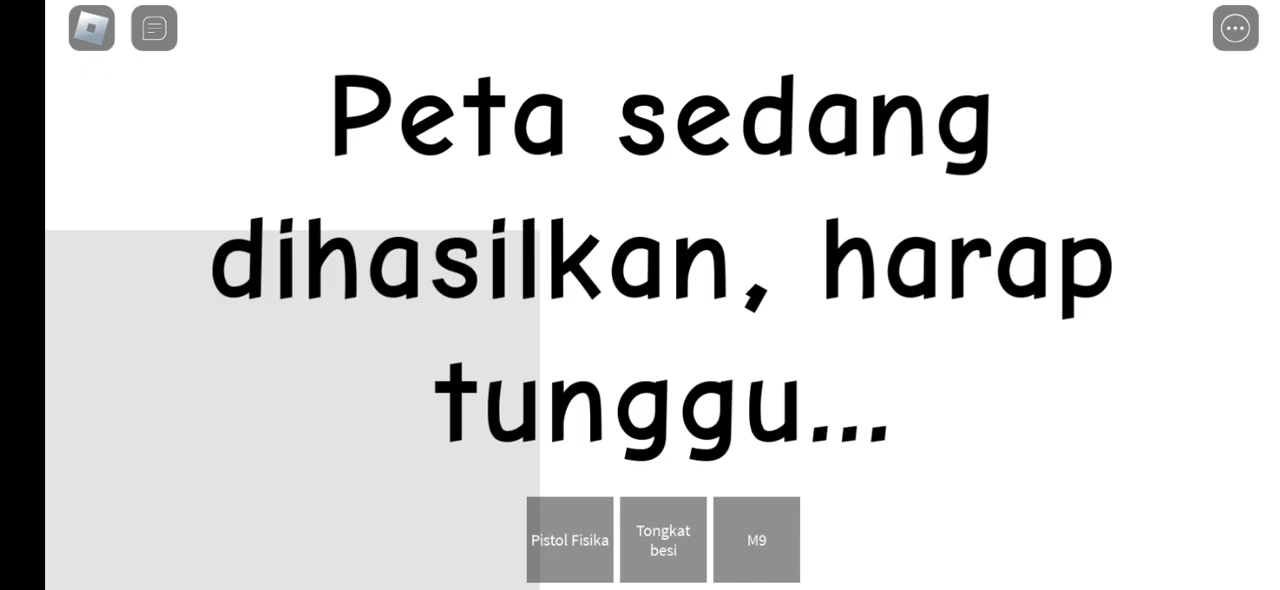 Peta sedang
dihasilkan, harap
tunggu...
Pistol Fisika
Tongkat
besi
M9